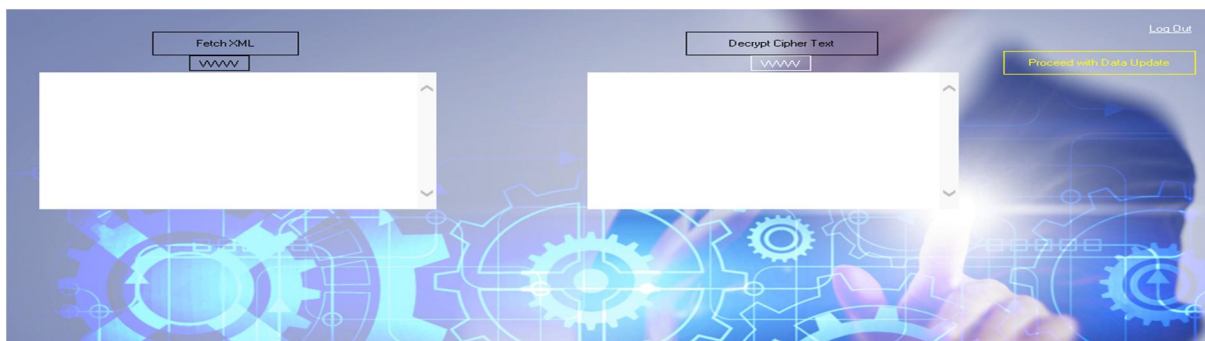 Fetch XML
VVVVV
Decrypt Cipher Text
VVVVV
Log Out
Proceed with Data Update